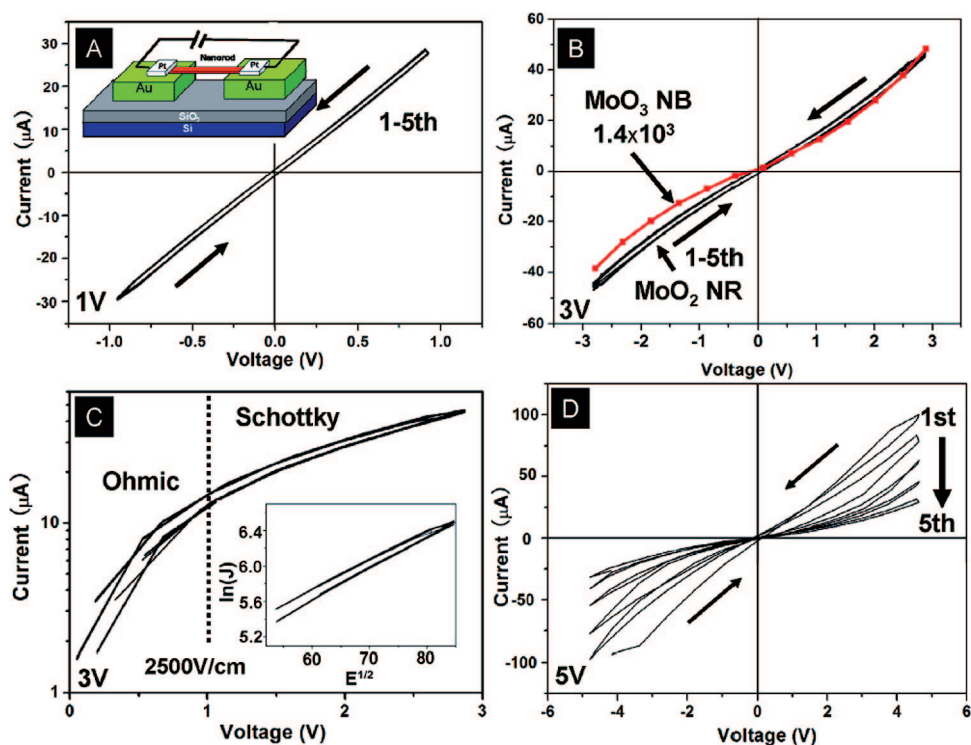 A
Current (μA)
30
25
20
15
10
5
0
-10
-20
-30
Nanorod
Pt
Pt
Au
Au
SiO₂
Si
1-5th
1V
-1.0
-0.5
0.0
0.5
1.0
Voltage (V)
B
Current (μA)
60
40
20
0
-20
-40
-60
MoO₃ NB
1.4x10³
1-5th
MoO₂ NR
3V
-3
-2
-1
0
1
2
3
Voltage (V)
C
Current (μA)
10
1
Schottky
Ohmic
2500V/cm
3V
ln(J)
6.4
6.0
5.6
5.2
60
70
80
E^1/2
0
1
2
3
Voltage (V)
D
Current (μA)
100
50
0
-50
-100
1st
5th
5V
-6
-4
-2
0
2
4
6
Voltage (V)